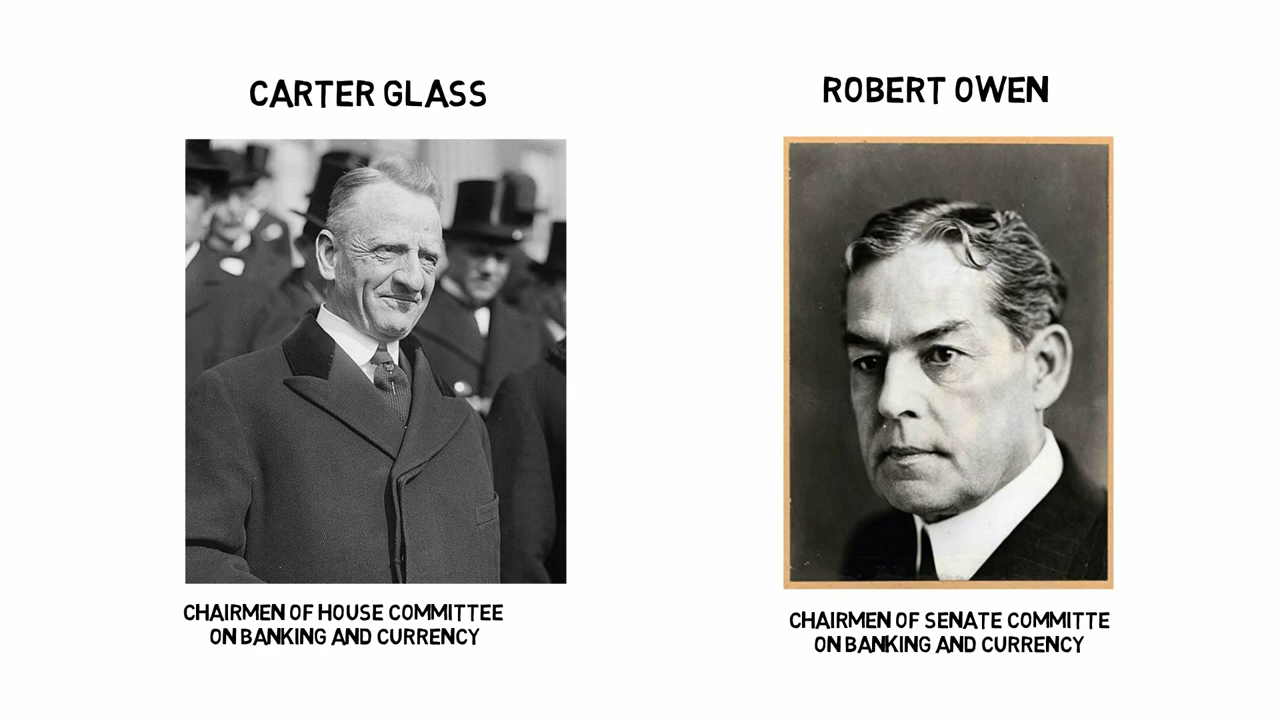 CARTER GLASS
ROBERT OWEN
CHAIRMEN OF HOUSE COMMITTEE
ON BANKING AND CURRENCY
CHAIRMEN OF SENATE COMMITTE
ON BANKING AND CURRENCY